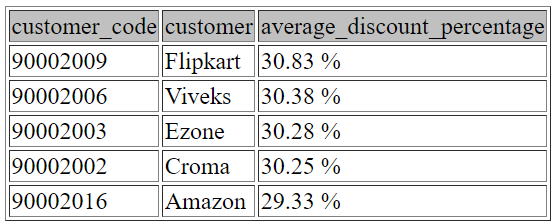 customer_code customer average_discount_percentage
90002009 Flipkart 30.83 %
90002006 Viveks 30.38 %
90002003 Ezone 30.28 %
90002002 Croma 30.25 %
90002016 Amazon 29.33 %